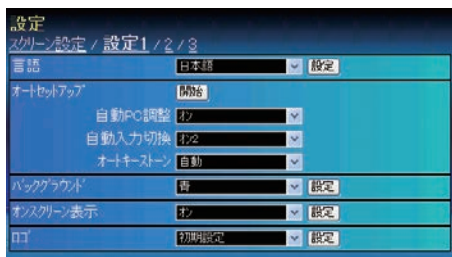 設定
スクリーン設定 / 設定1 / 2 / 3
言語 日本語 設定
オートセットアップ 開始
自動PC調整 オン
自動入力切換 オン2
オートキーストーン 自動
バックグラウンド 青 設定
オンスクリーン表示 オン 設定
ロゴ 初期設定 設定